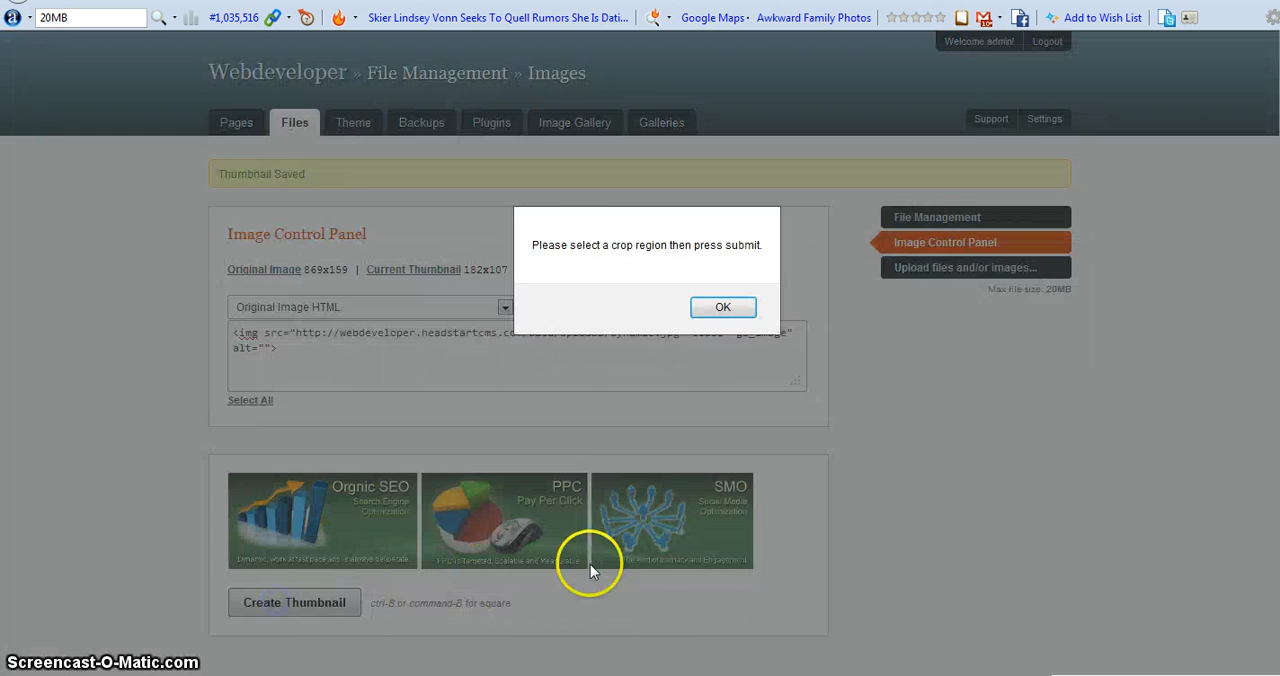 20MB #1,035,516 Skier Lindsey Vonn Seeks To Quell Rumors She Is Dati... Google Maps Awkward Family Photos Add to Wish List
Welcome admin! Logout
Webdeveloper » File Management » Images
Pages Files Theme Backups Plugins Image Gallery Galleries Support Settings
Thumbnail Saved
Image Control Panel
Original Image 869x159 | Current Thumbnail 182x107
Original Image HTML
<img src="http://webdeveloper.headstartcms.co
alt="">
Select All
Please select a crop region then press submit.
OK
File Management
Image Control Panel
Upload files and/or images...
Max file size: 20MB
Orgnic SEO
Search Engine
Optimization
PPC
Pay Per Click
SMO
Social Media
Optimization
Create Thumbnail ctrl-B or command-B for square
Screencast-O-Matic.com